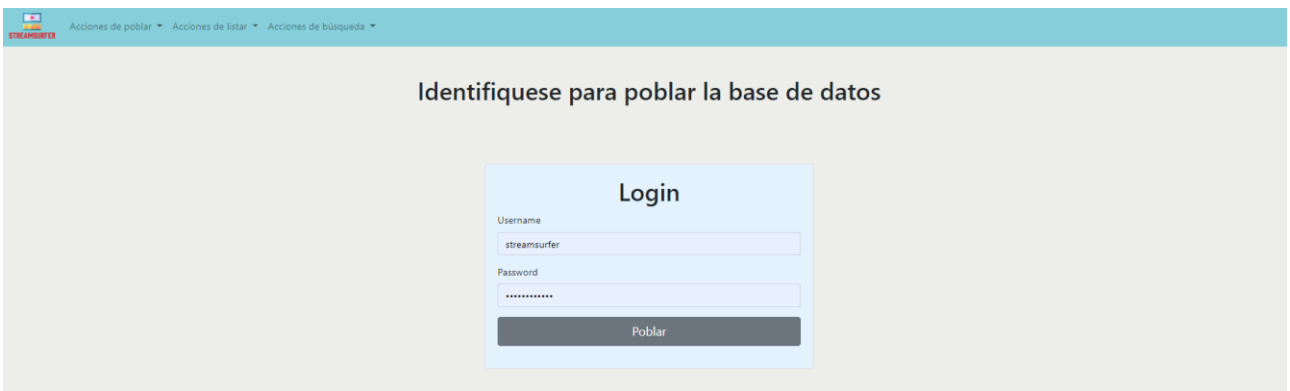 STREAMSURFER
Acciones de poblar Acciones de listar Acciones de búsqueda
Identifiquese para poblar la base de datos
Login
Username
streamsurfer
Password
••••••••••••
Poblar